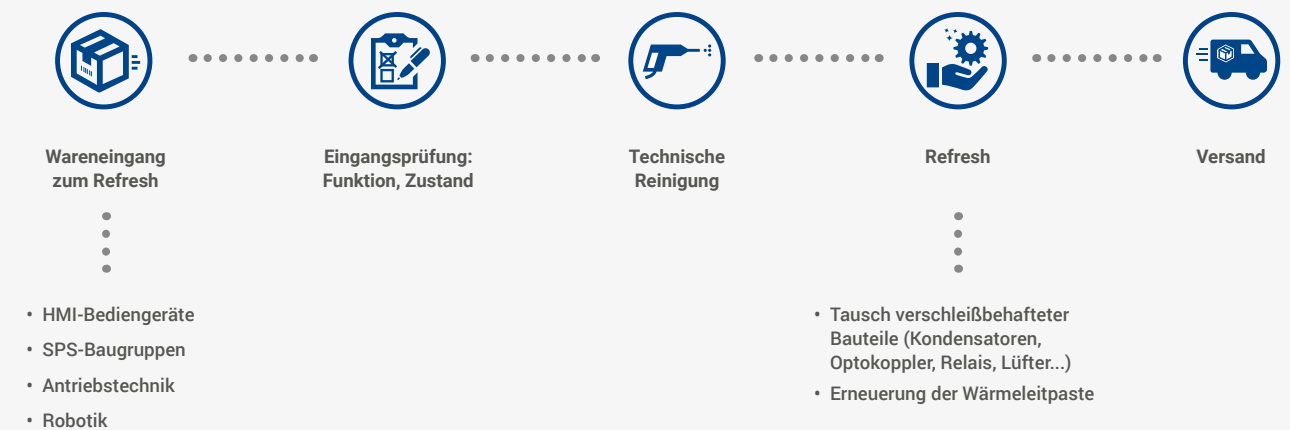 Wareneingang
zum Refresh
Eingangsprüfung:
Funktion, Zustand
Technische
Reinigung
Refresh
Versand
• HMI-Bediengeräte
• SPS-Baugruppen
• Antriebstechnik
• Robotik
• Tausch verschleißbehafteter
Bauteile (Kondensatoren,
Optokoppler, Relais, Lüfter...)
• Erneuerung der Wärmeleitpaste